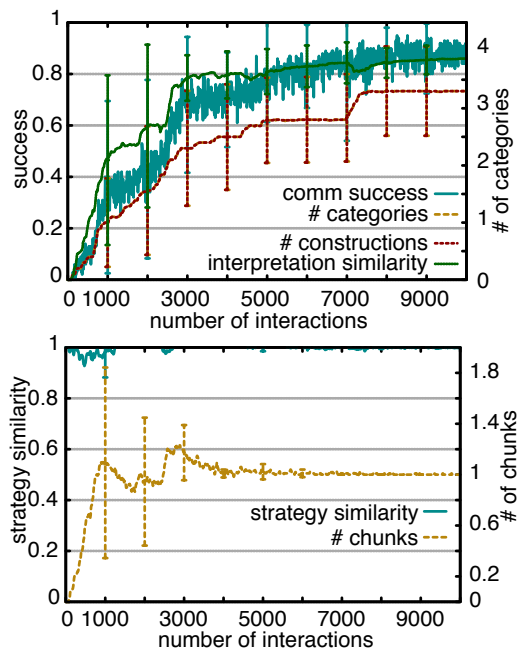 1
0.8
0.6
0.4
0.2
0
success
4
3
2
1
0
# of categories
comm success
# categories
# constructions
interpretation similarity
1000 3000 5000 7000 9000
number of interactions
1
0.8
0.6
0.4
0.2
0
strategy similarity
1.8
1.4
1
0.6
0.2
0
# of chunks
strategy similarity
# chunks
0 1000 3000 5000 7000 9000
number of interactions